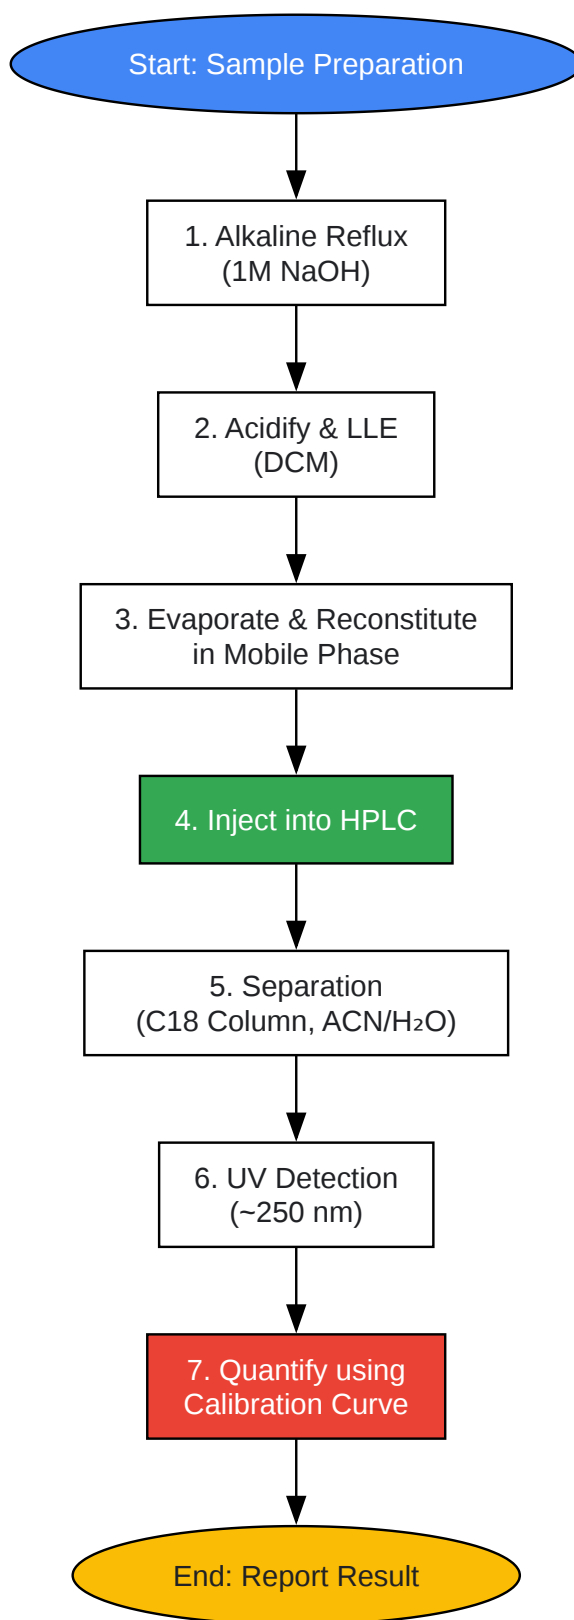 Start: Sample Preparation
1. Alkaline Reflux
(1M NaOH)
2. Acidify & LLE
(DCM)
3. Evaporate & Reconstitute
in Mobile Phase
4. Inject into HPLC
5. Separation
(C18 Column, ACN/H₂O)
6. UV Detection
(~250 nm)
7. Quantify using
Calibration Curve
End: Report Result